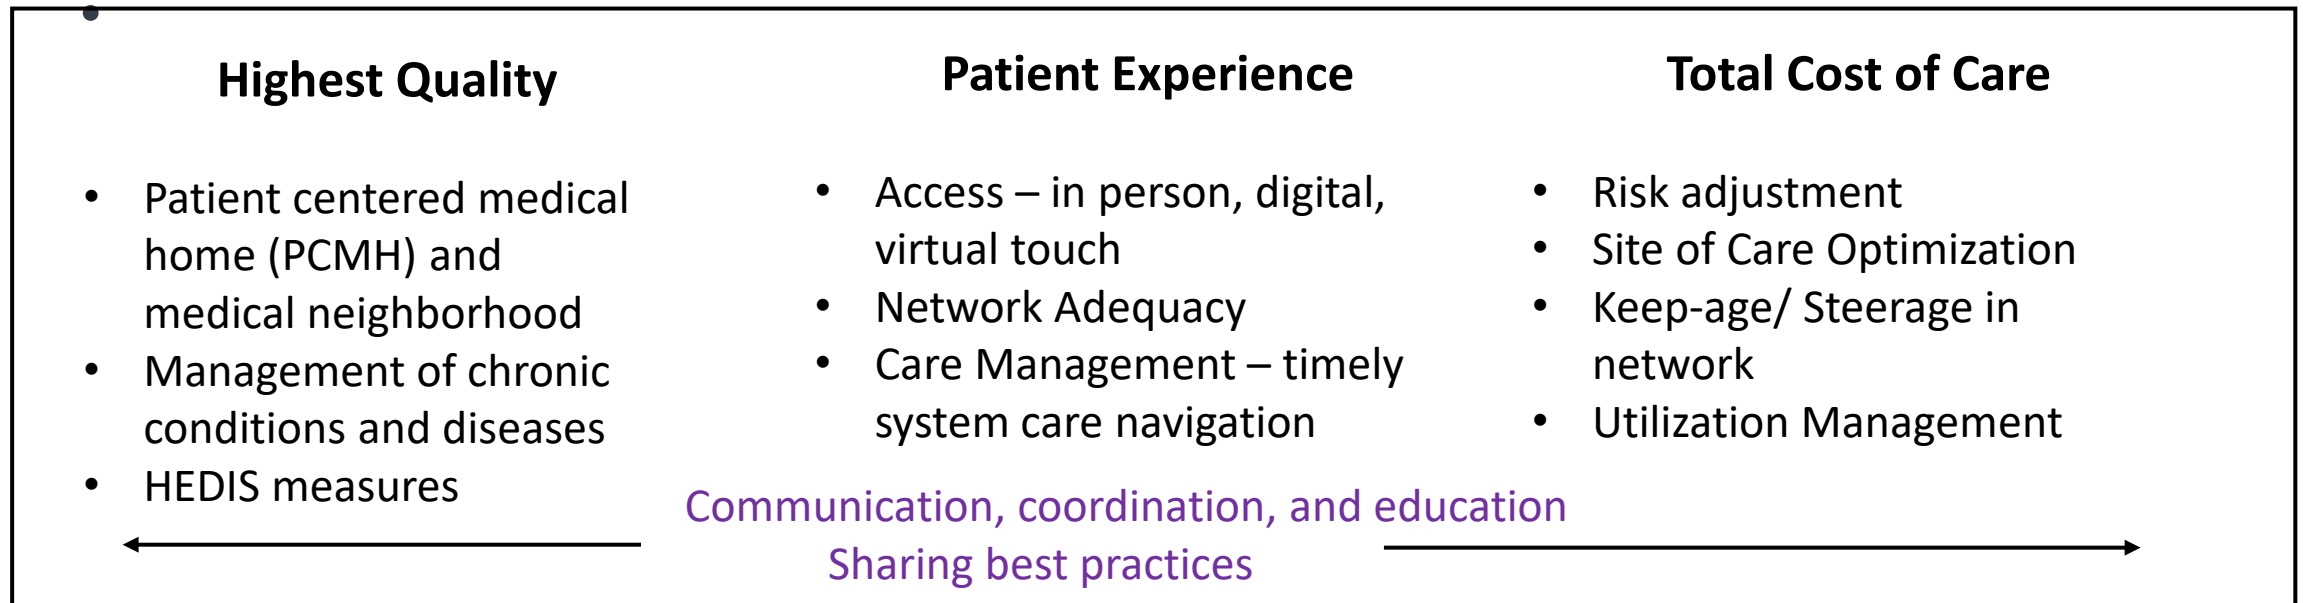 Highest Quality
• Patient centered medical
home (PCMH) and
medical neighborhood
• Management of chronic
conditions and diseases
• HEDIS measures
Patient Experience
• Access – in person, digital,
virtual touch
• Network Adequacy
• Care Management – timely
system care navigation
Total Cost of Care
• Risk adjustment
• Site of Care Optimization
• Keep-age/ Steerage in
network
• Utilization Management
Communication, coordination, and education
Sharing best practices